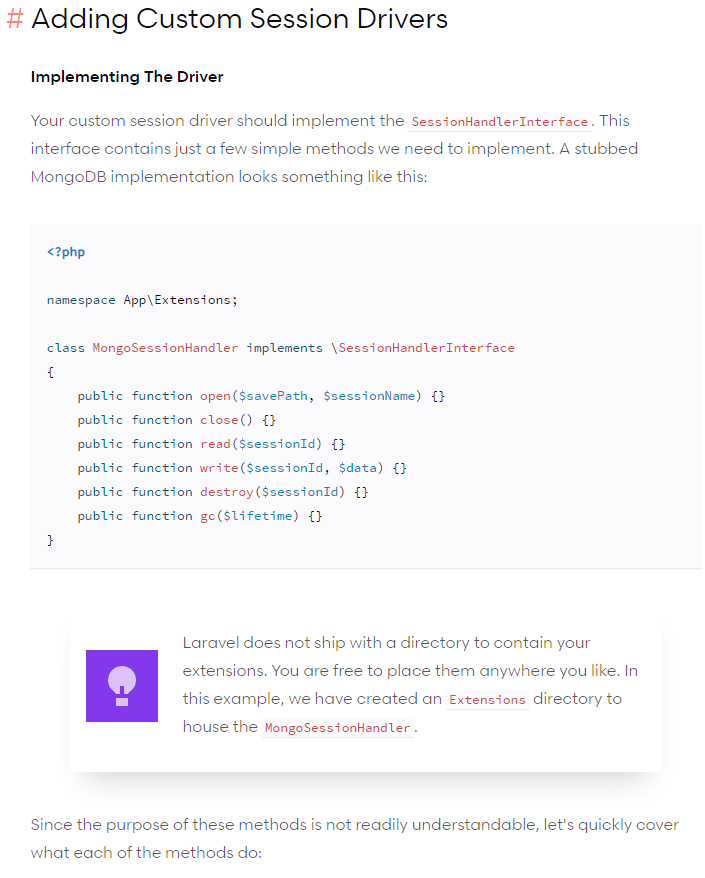 # Adding Custom Session Drivers
Implementing The Driver
Your custom session driver should implement the SessionHandlerInterface. This
interface contains just a few simple methods we need to implement. A stubbed
MongoDB implementation looks something like this:
<?php
namespace App\Extensions;
class MongoSessionHandler implements \SessionHandlerInterface
{
    public function open($savePath, $sessionName) {}
    public function close() {}
    public function read($sessionId) {}
    public function write($sessionId, $data) {}
    public function destroy($sessionId) {}
    public function gc($lifetime) {}
}
Laravel does not ship with a directory to contain your
extensions. You are free to place them anywhere you like. In
this example, we have created an Extensions directory to
house the MongoSessionHandler.
Since the purpose of these methods is not readily understandable, let's quickly cover
what each of the methods do: